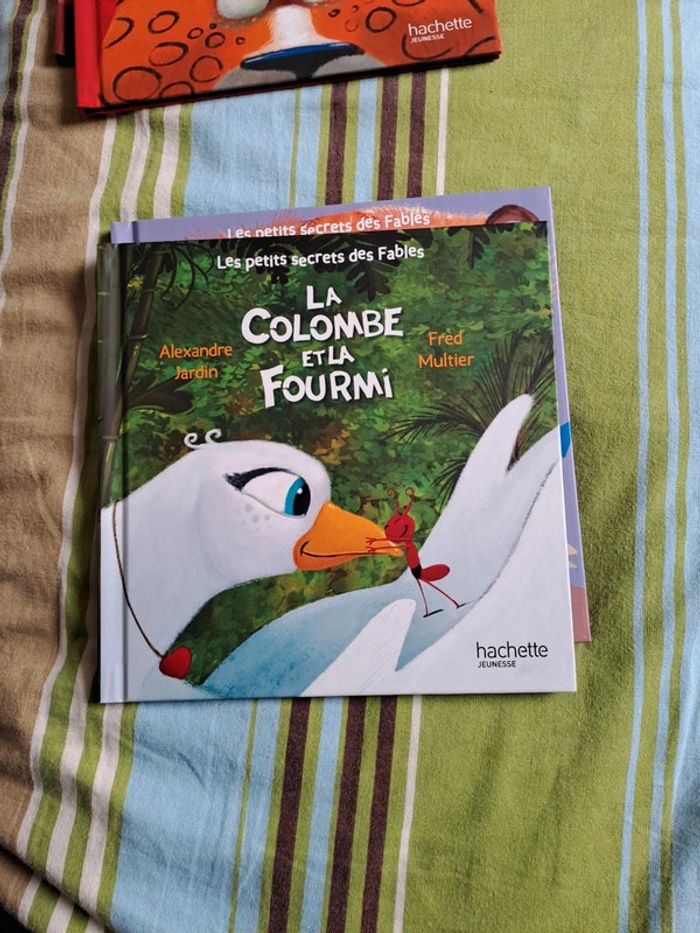 hachette
JEUNESSE
Les petits secrets des Fables
Les petits secrets des Fables
LA
COLOMBE
ET LA
FOURMi
Alexandre
Jardin
Fred
Multier
hachette
JEUNESSE